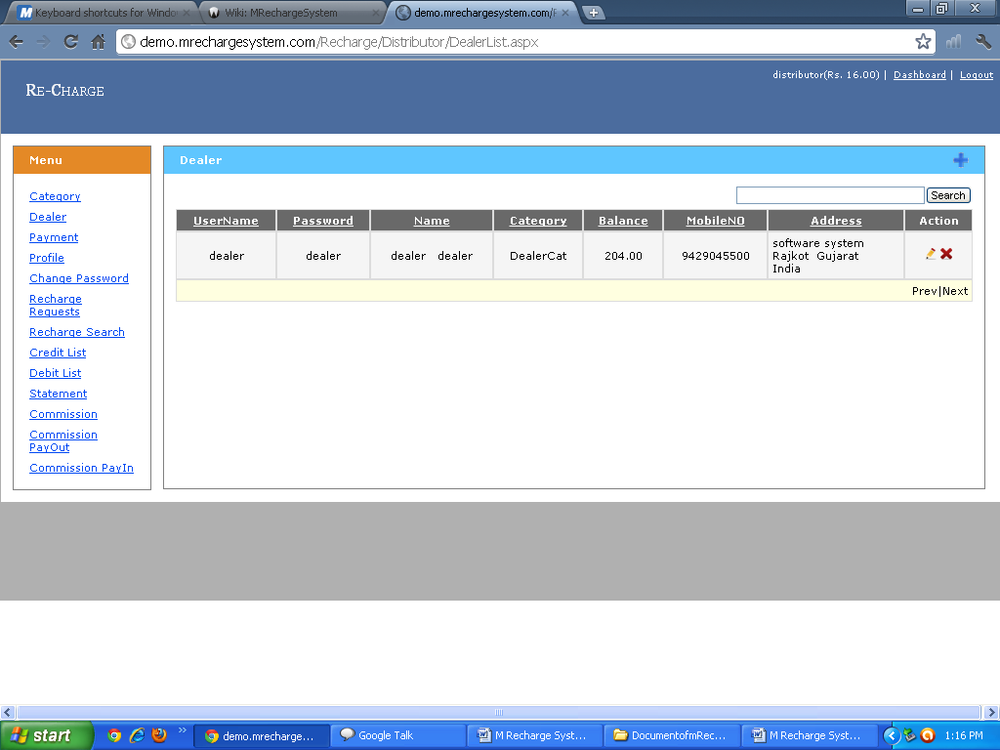 Keyboard shortcuts for Windo
Wiki: MRechargeSystem
demo.mrechargesystem.com/
demo.mrechargesystem.com/Recharge/Distributor/DealerList.aspx
distributor(Rs. 16.00) | Dashboard | Logout
RE-CHARGE
Menu
Category
Dealer
Payment
Profile
Change Password
Recharge
Requests
Recharge Search
Credit List
Debit List
Statement
Commission
Commission
PayOut
Commission PayIn
Dealer
Search
UserName Password Name Category Balance MobileNO Address Action
dealer dealer dealer dealer DealerCat 204.00 9429045500 software system
Rajkot Gujarat
India
Prev|Next
start
demo.mrecharge...
Google Talk
M Recharge Syst...
DocumentofmRec...
M Recharge Syst...
1:16 PM